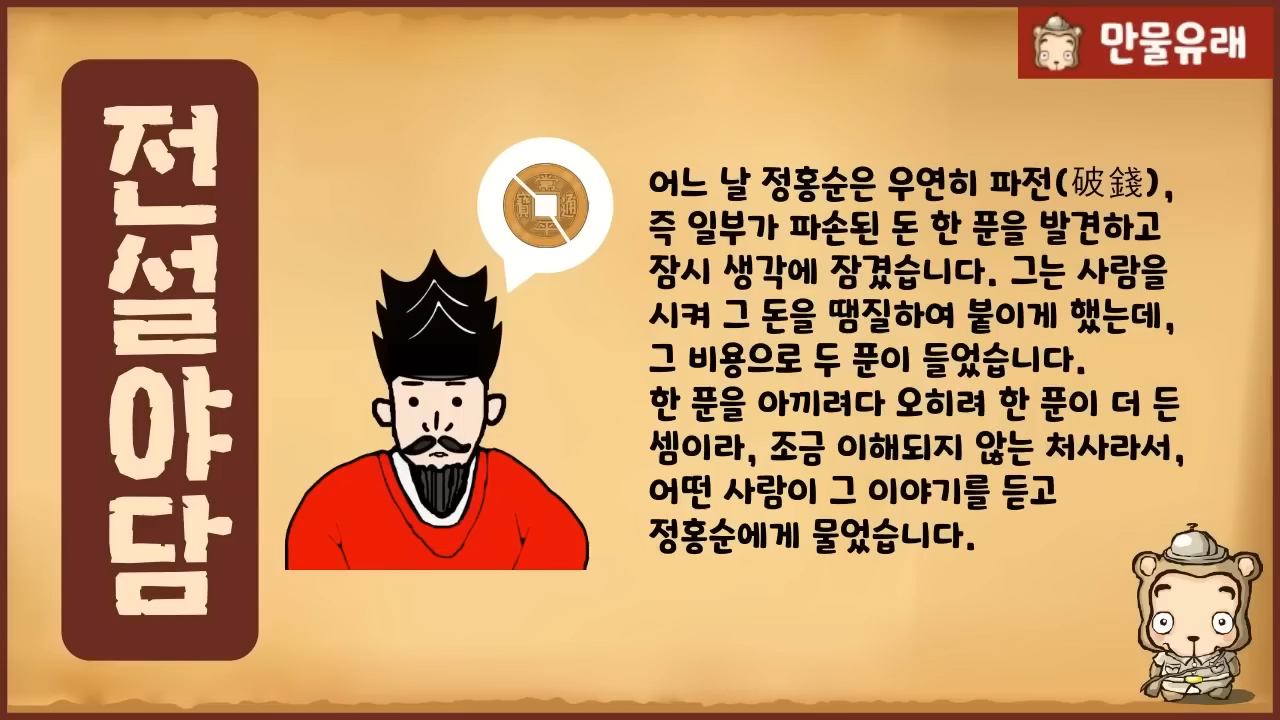 만물유래
전설야담
어느 날 정홍순은 우연히 파전(破錢),
즉 일부가 파손된 돈 한 푼을 발견하고
잠시 생각에 잠겼습니다. 그는 사람을
시켜 그 돈을 땜질하여 붙이게 했는데,
그 비용으로 두 푼이 들었습니다.
한 푼을 아끼려다 오히려 한 푼이 더 든
셈이라, 조금 이해되지 않는 처사라서,
어떤 사람이 그 이야기를 듣고
정홍순에게 물었습니다.
常
寶 通
平